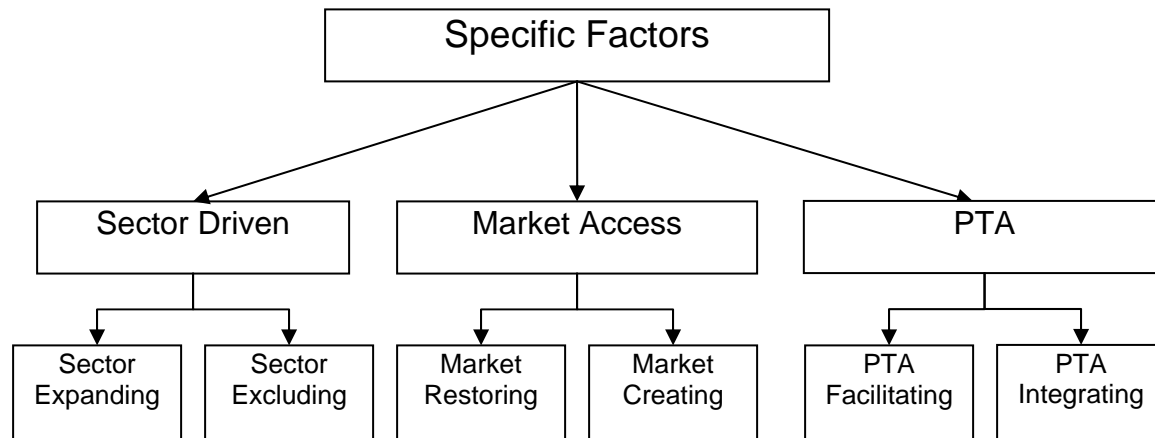 Specific Factors
Sector Driven
Market Access
PTA
Sector
Expanding
Sector
Excluding
Market
Restoring
Market
Creating
PTA
Facilitating
PTA
Integrating